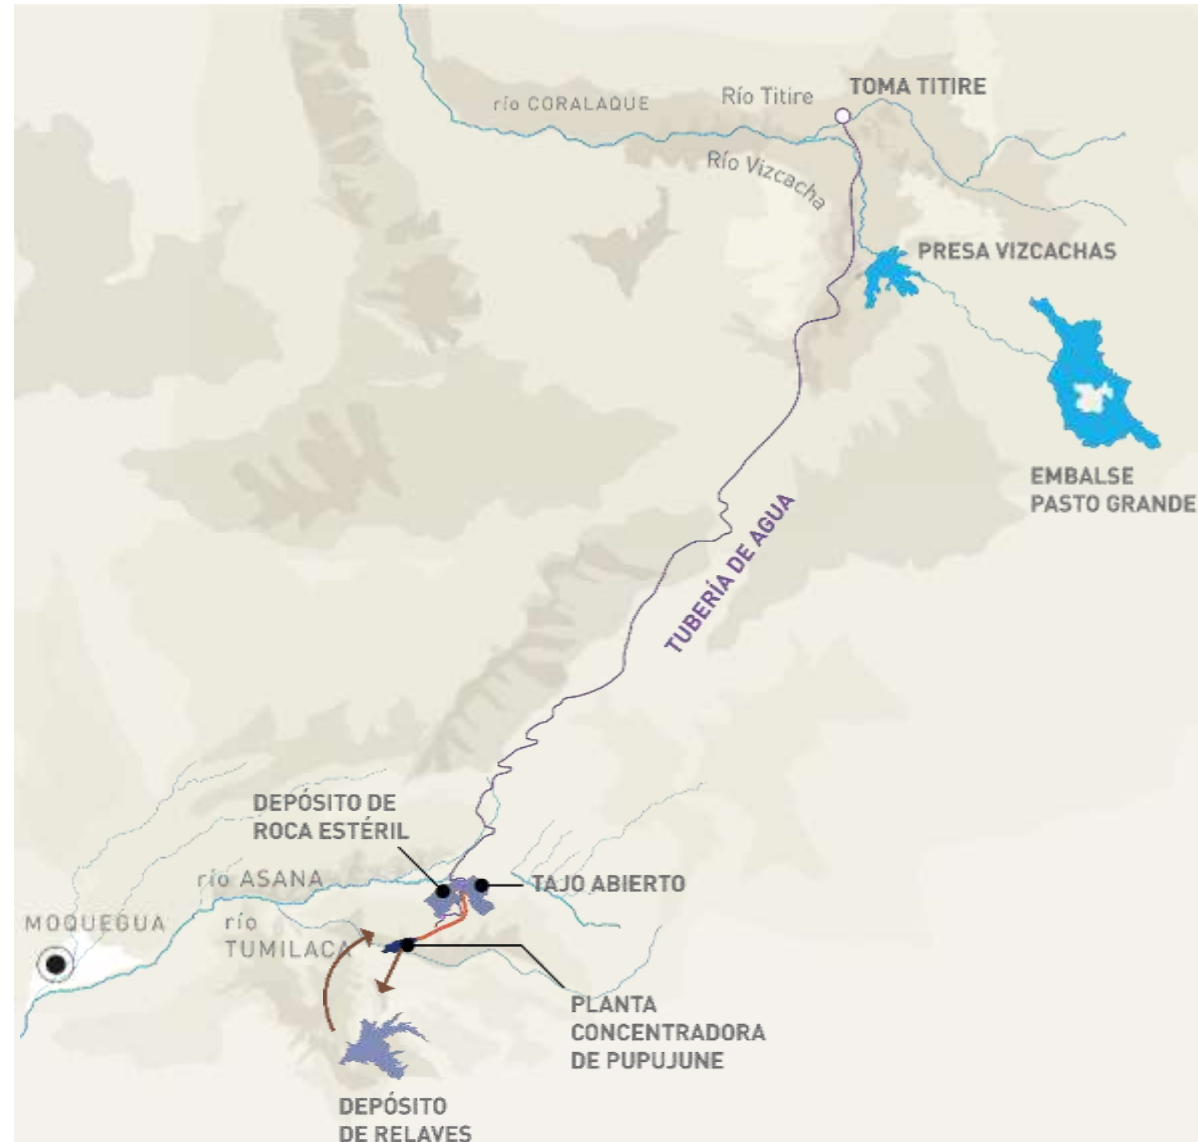 TOMA TITIRE
Río Titire
río CORALAQUE
Río Vizcacha
PRESA VIZCACHAS
EMBALSE
PASTO GRANDE
TUBERÍA DE AGUA
DEPÓSITO DE
ROCA ESTÉRIL
río ASANA
TAJO ABIERTO
MOQUEGUA
río
TUMILACA
PLANTA
CONCENTRADORA
DE PUPUJUNE
DEPÓSITO
DE RELAVES